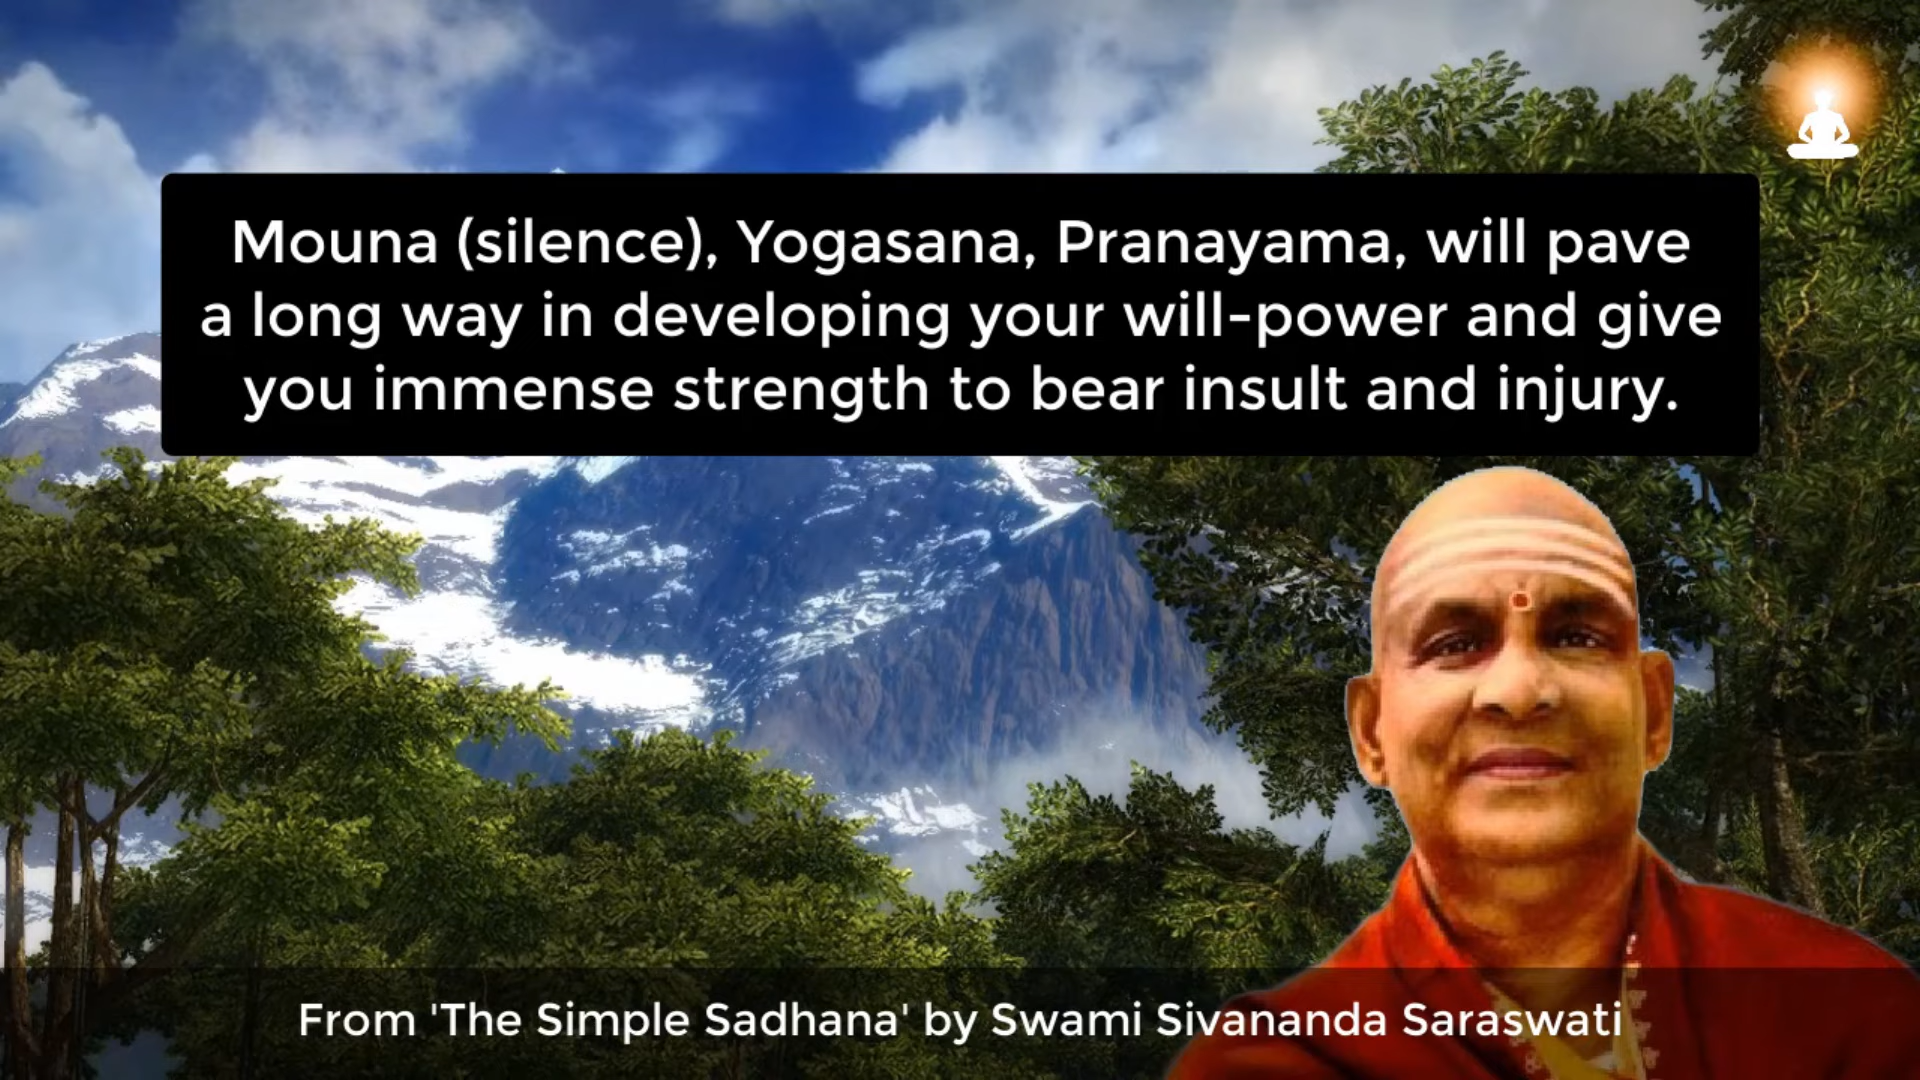 Mouna (silence), Yogasana, Pranayama, will pave
a long way in developing your will-power and give
you immense strength to bear insult and injury.
From 'The Simple Sadhana' by Swami Sivananda Saraswati